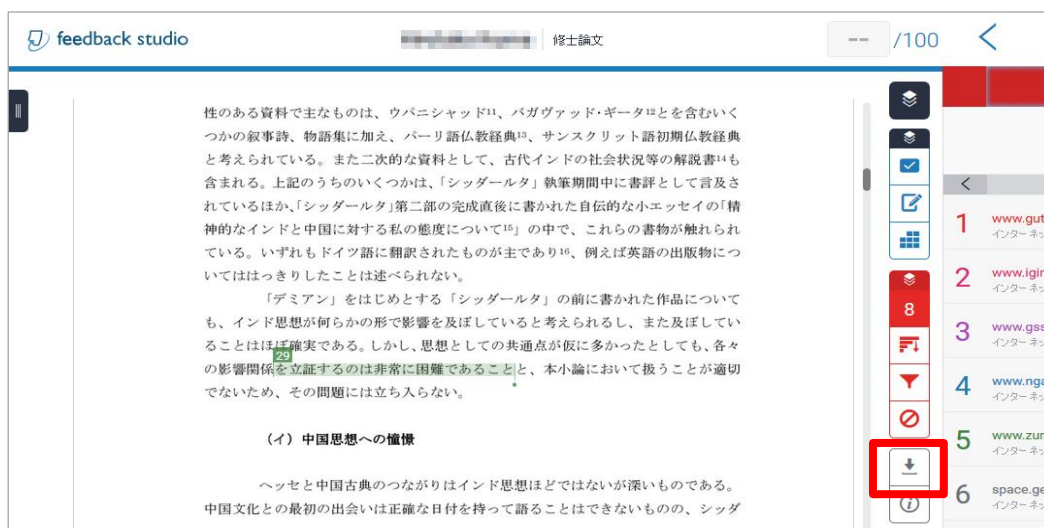 feedback studio
修士論文
-- /100
性のある資料で主なものは、ウパニシャッド11、バガヴァッド・ギータ12とを含むいく
つかの叙事詩、物語集に加え、パーリ語仏教経典13、サンスクリット語初期仏教経典
と考えられている。また二次的な資料として、古代インドの社会状況等の解説書14も
含まれる。上記のうちのいくつかは、「シッダールタ」執筆期間中に書評として言及さ
れているほか、「シッダールタ」第二部の完成直後に書かれた自伝的な小エッセイの「精
神的なインドと中国に対する私の態度について15」の中で、これらの書物が触れられ
ている。いずれもドイツ語に翻訳されたものが主であり16、例えば英語の出版物につ
いてははっきりしたことは述べられない。
「デミアン」をはじめとする「シッダールタ」の前に書かれた作品について
も、インド思想が何らかの形で影響を及ぼしていると考えられるし、また及ぼしてい
ることはほぼ確実である。しかし、思想としての共通点が仮に多かったとしても、各々
29
の影響関係を立証するのは非常に困難であることと、本小論において扱うことが適切
でないため、その問題には立ち入らない。
（イ）中国思想への憧憬
ヘッセと中国古典のつながりはインド思想ほどではないが深いものである。
中国文化との最初の出会いは正確な日付を持って語ることはできないものの、シッダ
8
1 www.gut
インターネッ
2 www.igir
インターネッ
3 www.gss
インターネッ
4 www.nga
インターネッ
5 www.zur
インターネッ
6 space.ge
インターネッ